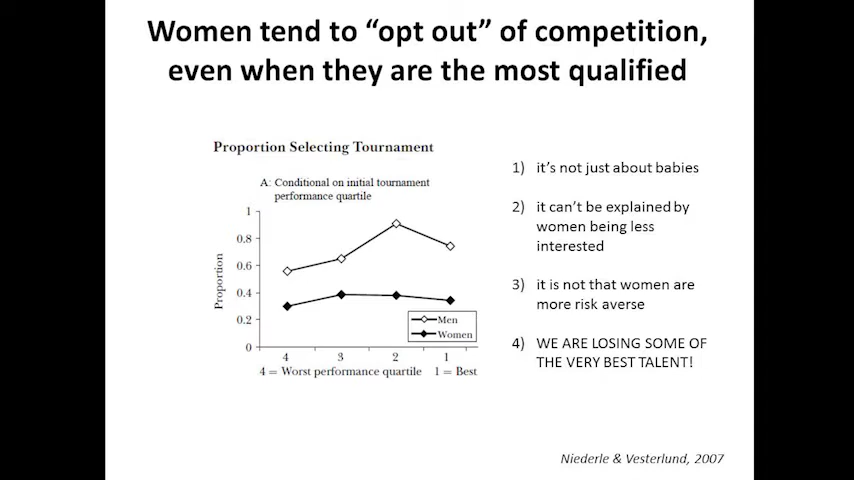 Women tend to “opt out” of competition,
even when they are the most qualified
Proportion Selecting Tournament
A: Conditional on initial tournament
performance quartile
Proportion
1
0.8
0.6
0.4
0.2
0
Men
Women
4 3 2 1
4 = Worst performance quartile 1 = Best
1) it’s not just about babies
2) it can’t be explained by
women being less
interested
3) it is not that women are
more risk averse
4) WE ARE LOSING SOME OF
THE VERY BEST TALENT!
Niederle & Vesterlund, 2007